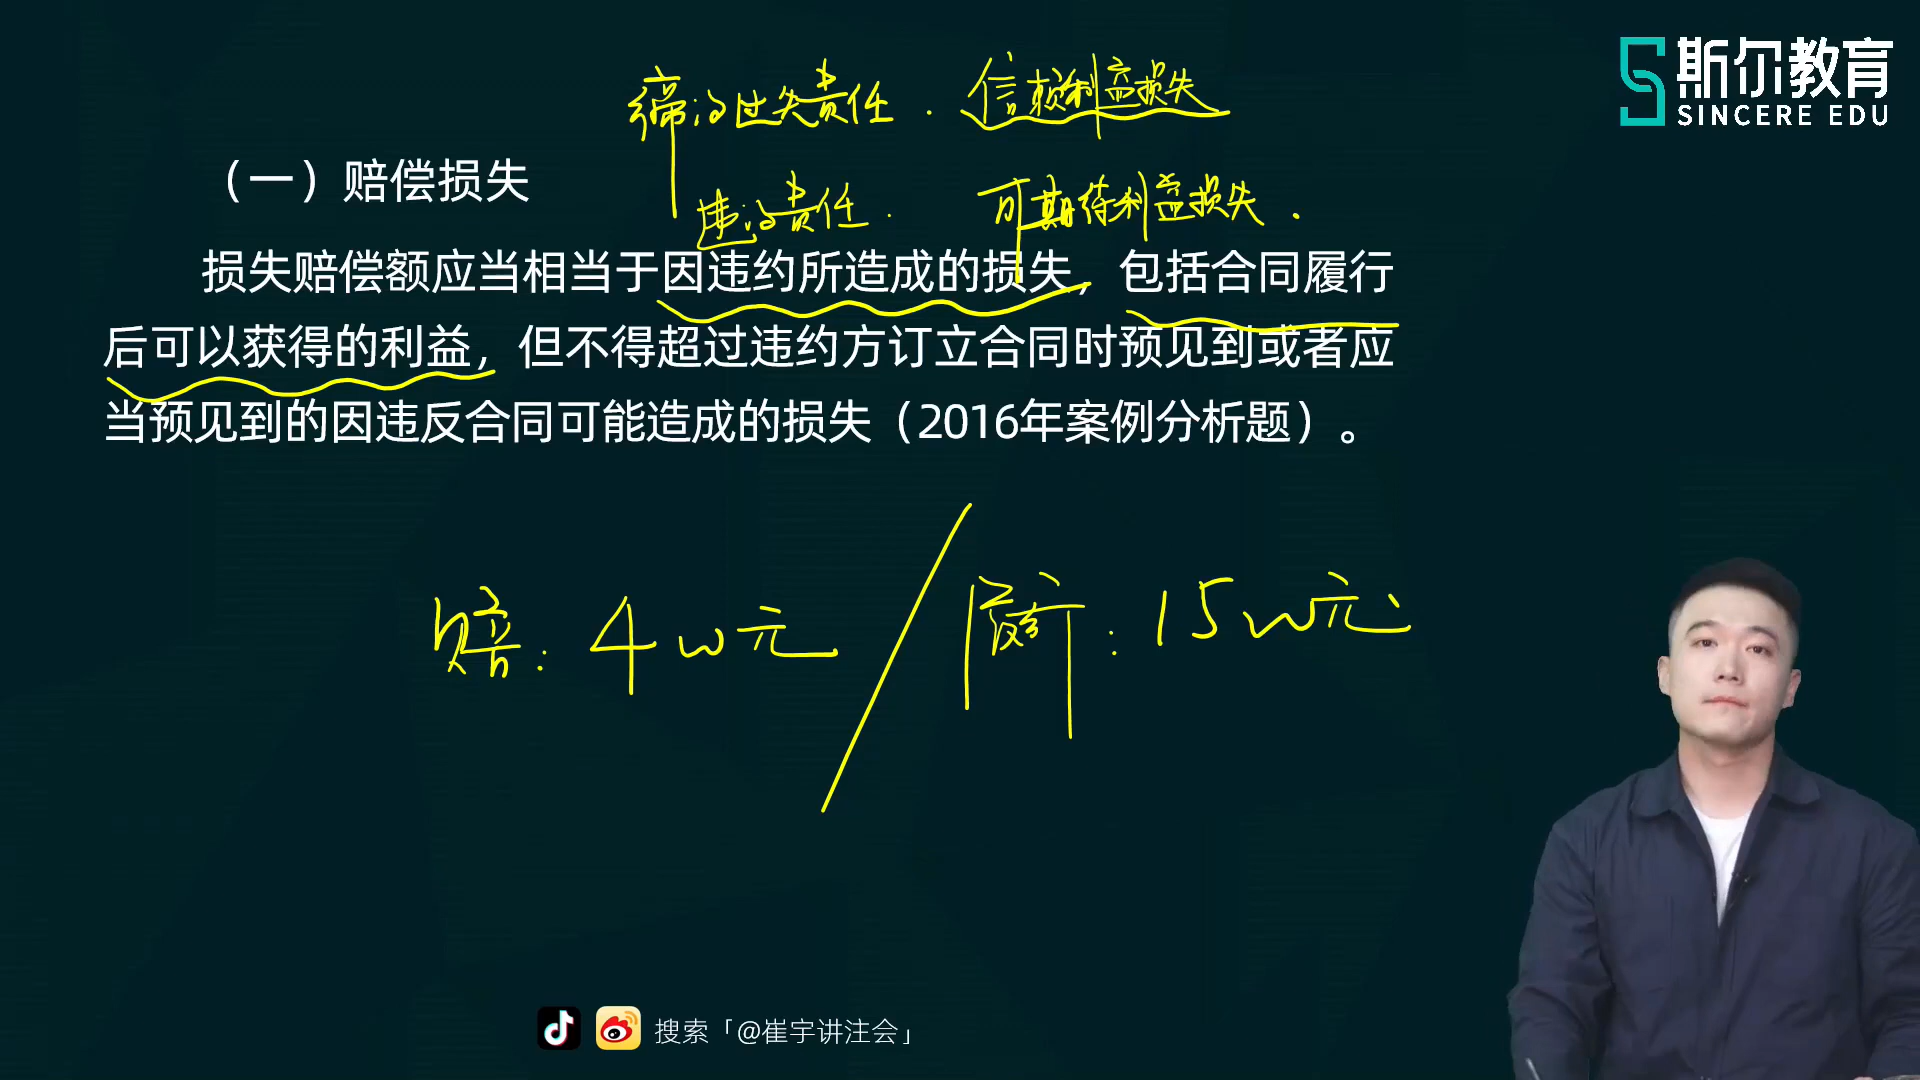 斯尔教育
SINCERE EDU
缔约过失责任．信赖利益损失
（一）赔偿损失
违约责任．可期待利益损失．
损失赔偿额应当相当于因违约所造成的损失，包括合同履行
后可以获得的利益，但不得超过违约方订立合同时预见到或者应
当预见到的因违反合同可能造成的损失（2016年案例分析题）。
赔：4w元/履行：15w元
搜索「@崔宇讲注会」